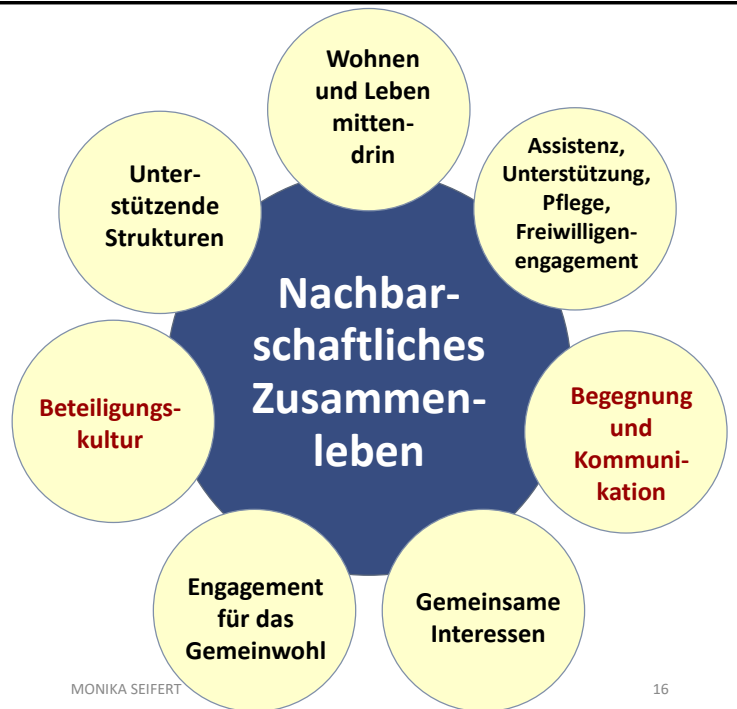 Wohnen
und Leben
mitten-
drin
Assistenz,
Unterstützung,
Pflege,
Freiwilligen-
engagement
Unter-
stützende
Strukturen
Nachbar-
schaftliches
Zusammen-
leben
Beteiligungs-
kultur
Begegnung
und
Kommuni-
kation
Engagement
für das
Gemeinwohl
Gemeinsame
Interessen
MONIKA SEIFERT
16